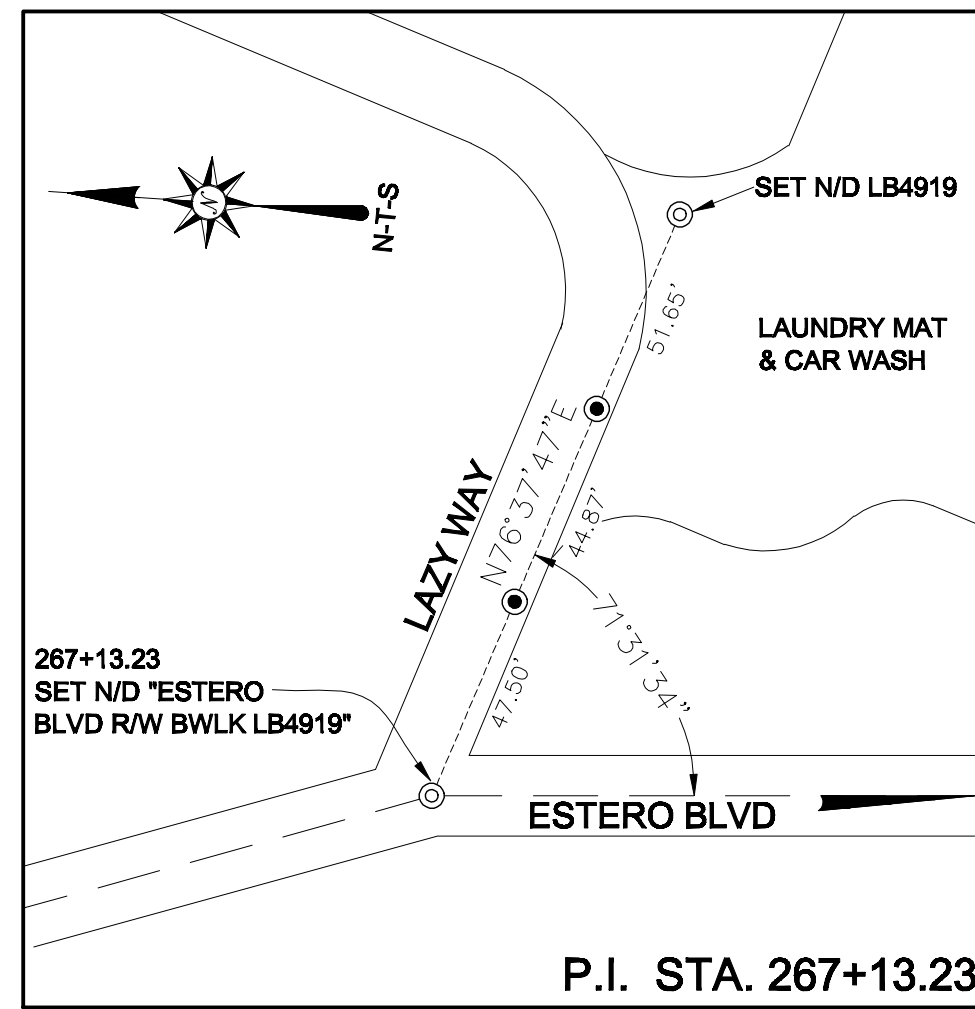 SET N/D LB4919
N
N-T-S
51.65'
LAUNDRY MAT
& CAR WASH
N76°37'47"E
LAZY WAY
44.87'
71°31'34"
47.50'
267+13.23
SET N/D "ESTERO
BLVD R/W BWLK LB4919"
ESTERO BLVD
P.I. STA. 267+13.23